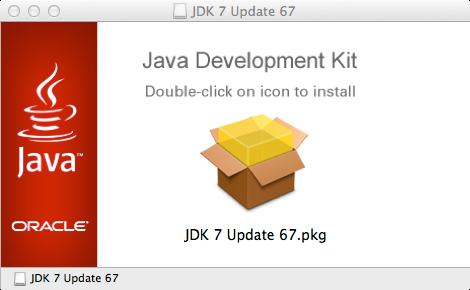 JDK 7 Update 67
Java Development Kit
Double-click on icon to install
Java™
ORACLE®
JDK 7 Update 67.pkg
JDK 7 Update 67